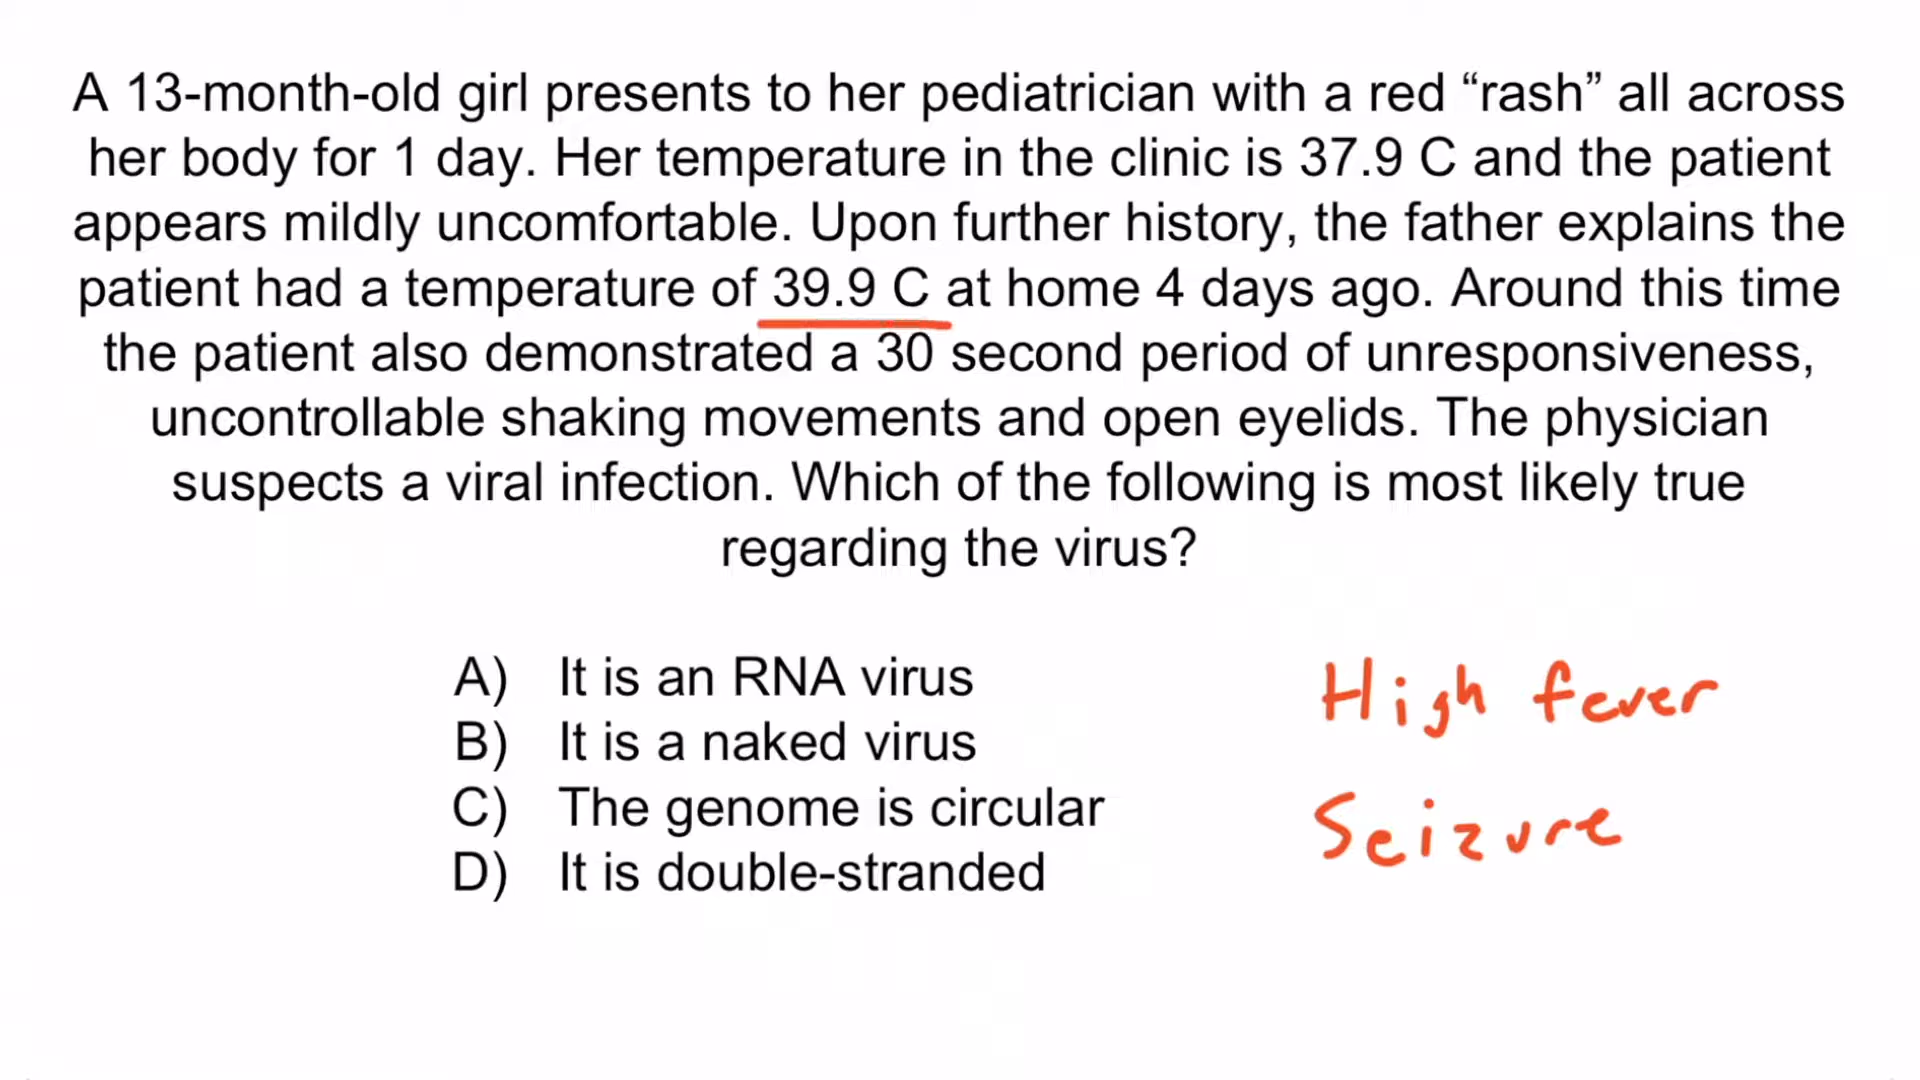 A 13-month-old girl presents to her pediatrician with a red “rash” all across
her body for 1 day. Her temperature in the clinic is 37.9 C and the patient
appears mildly uncomfortable. Upon further history, the father explains the
patient had a temperature of 39.9 C at home 4 days ago. Around this time
the patient also demonstrated a 30 second period of unresponsiveness,
uncontrollable shaking movements and open eyelids. The physician
suspects a viral infection. Which of the following is most likely true
regarding the virus?
A) It is an RNA virus
B) It is a naked virus
C) The genome is circular
D) It is double-stranded
High fever
Seizure